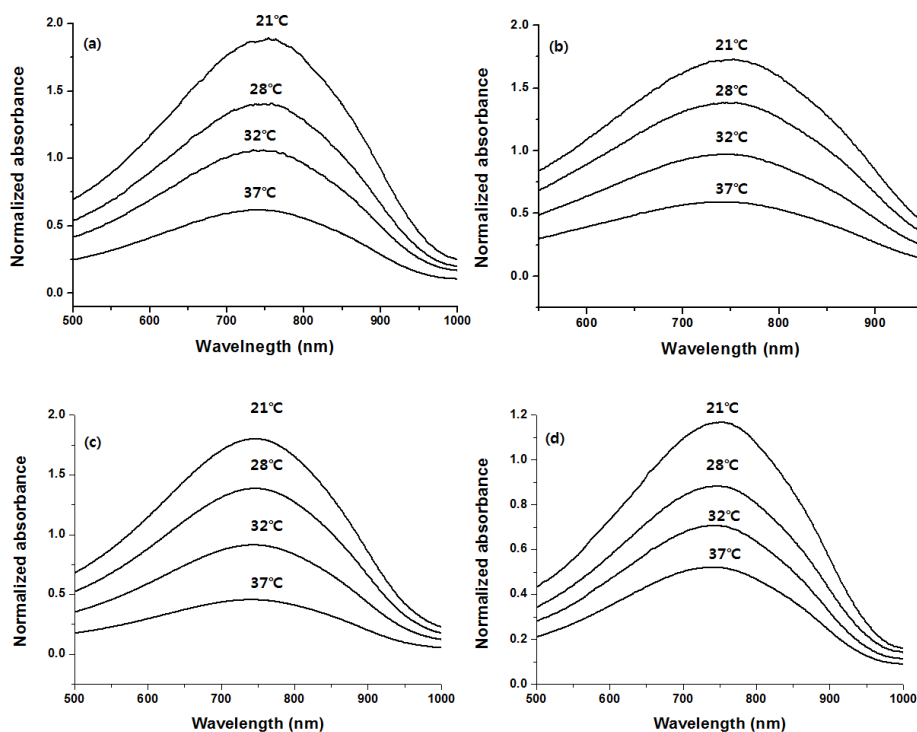 (a)
21℃
28℃
32℃
37℃
Normalized absorbance
2.0
1.5
1.0
0.5
0.0
500 600 700 800 900 1000
Wavelnegth (nm)
(b)
21℃
28℃
32℃
37℃
Normalized absorbance
2.0
1.5
1.0
0.5
0.0
600 700 800 900
Wavelength (nm)
(c)
21℃
28℃
32℃
37℃
Normalized absorbance
2.0
1.5
1.0
0.5
0.0
500 600 700 800 900 1000
Wavelength (nm)
(d)
21℃
28℃
32℃
37℃
Normalized absorbance
1.2
1.0
0.8
0.6
0.4
0.2
0.0
500 600 700 800 900 1000
Wavelength (nm)